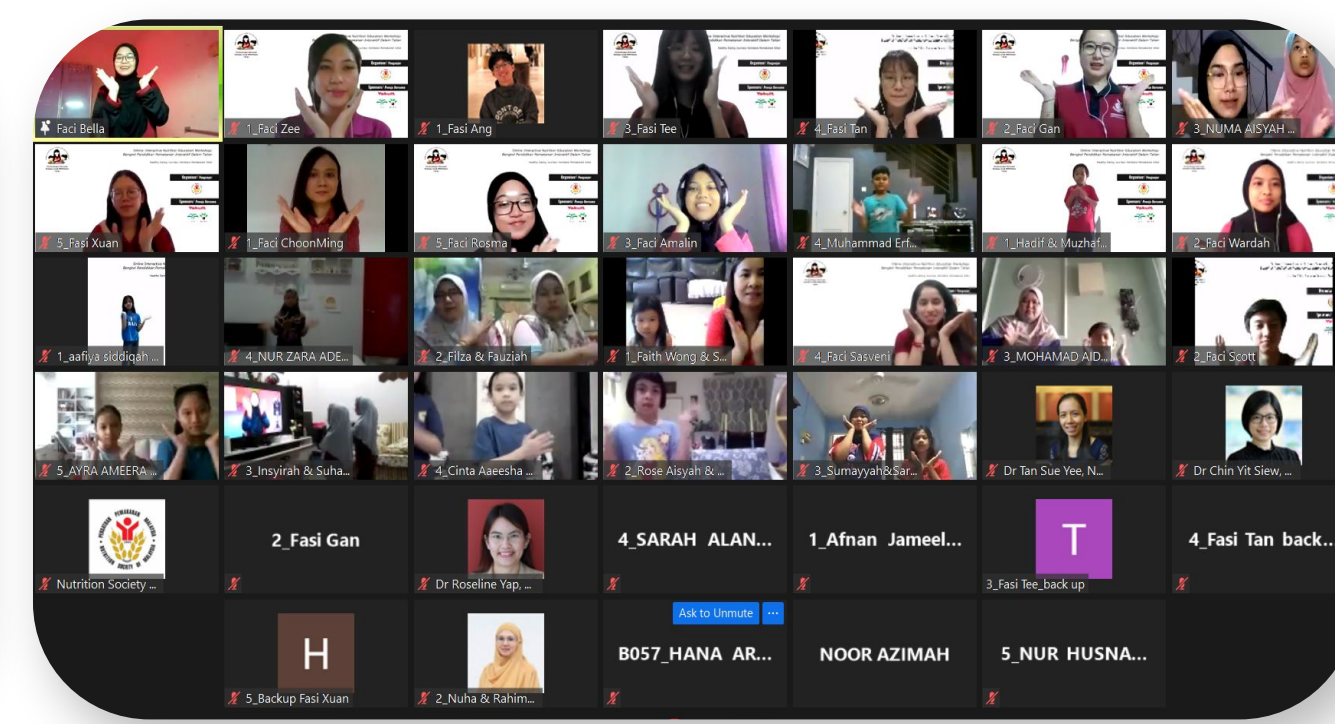 Faci Bella
1_Faci Zee
1_Fasi Ang
3_Fasi Tee
4_Fasi Tan
2_Faci Gan
3_NUMA AISYAH ...
5_Fasi Xuan
1_Faci ChoonMing
5_Faci Rosma
3_Faci Amalin
4_Muhammad Erf...
1_Hadif & Muzhaf...
2_Faci Wardah
1_aafiya siddiqah ...
4_NUR ZARA ADE...
2_Filza & Fauziah
1_Faith Wong & S...
4_Faci Sasveni
3_MOHAMAD AID...
2_Faci Scott
5_AYRA AMEERA ...
3_Insyirah & Suha...
4_Cinta Aaeesha ...
2_Rose Aisyah & ...
3_Sumayyah&Sar...
Dr Tan Sue Yee, N...
Dr Chin Yit Siew, ...
Nutrition Society ...
2_Fasi Gan
Dr Roseline Yap, ...
4_SARAH ALAN...
1_Afnan Jameel...
T
3_Fasi Tee_back up
4_Fasi Tan back...
H
5_Backup Fasi Xuan
2_Nuha & Rahim...
Ask to Unmute ...
B057_HANA AR...
NOOR AZIMAH
5_NUR HUSNA...